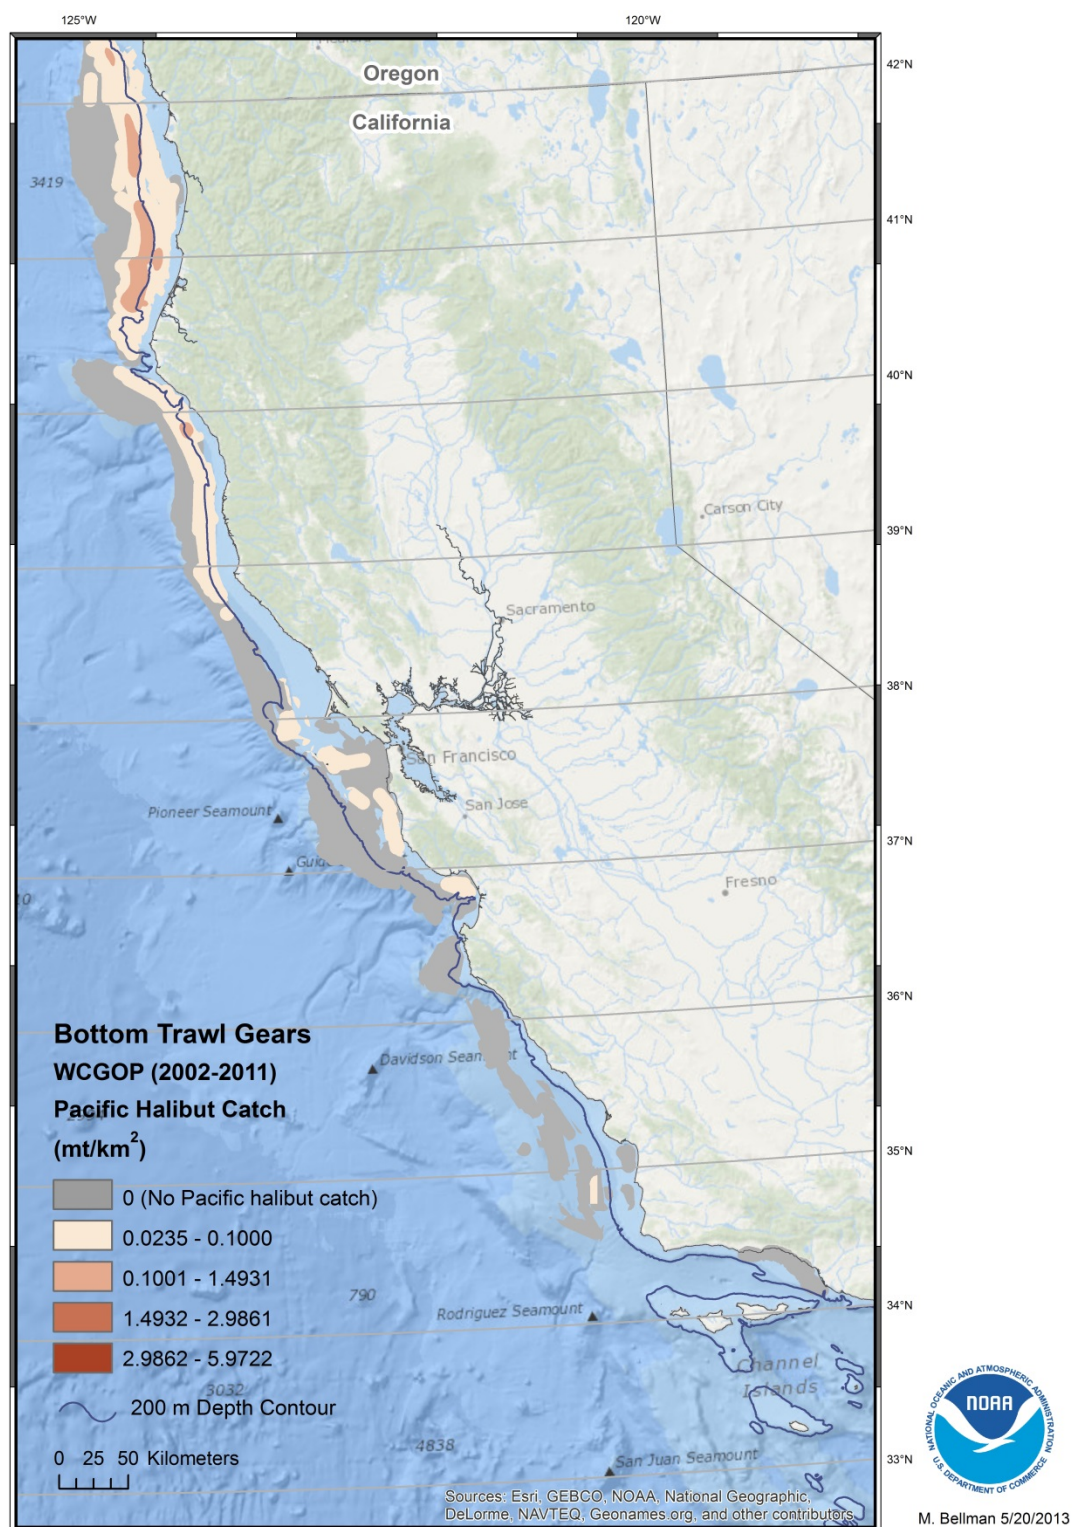 125°W 120°W
42°N
Oregon
California
3419
41°N
40°N
Carson City
39°N
Sacramento
38°N
San Francisco
Pioneer Seamount
San Jose
37°N
Fresno
36°N
Bottom Trawl Gears
WCGOP (2002-2011)
Davidson Seamount
Pacific Halibut Catch
(mt/km²)
35°N
0 (No Pacific halibut catch)
0.0235 - 0.1000
0.1001 - 1.4931
790
Rodriguez Seamount
34°N
1.4932 - 2.9861
2.9862 - 5.9722
Channel
Islands
3032
200 m Depth Contour
4838
0 25 50 Kilometers
San Juan Seamount
33°N
Sources: Esri, GEBCO, NOAA, National Geographic,
DeLorme, NAVTEQ, Geonames.org, and other contributors
NATIONAL OCEANIC AND ATMOSPHERIC ADMINISTRATION
NOAA
U.S. DEPARTMENT OF COMMERCE
M. Bellman 5/20/2013